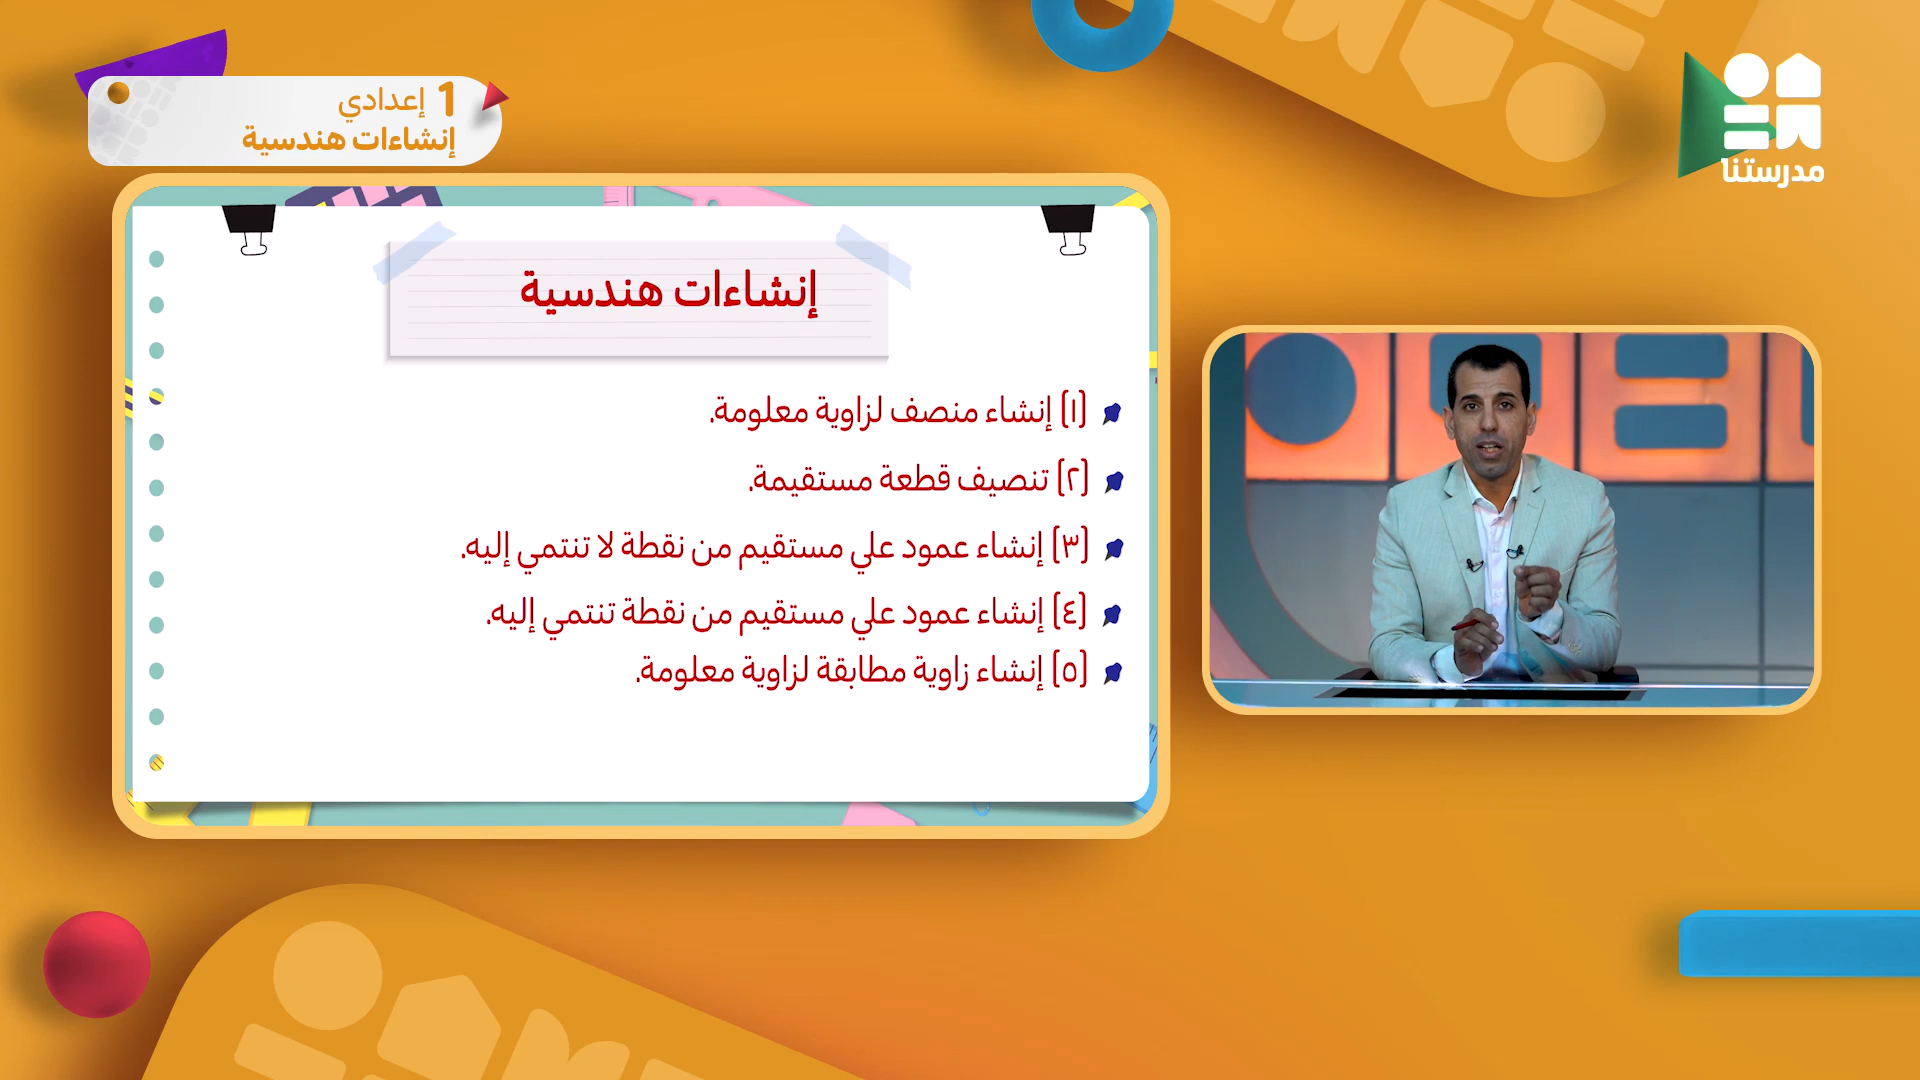 1 إعدادي
إنشاءات هندسية
مدرستنا
إنشاءات هندسية
(١) إنشاء منصف لزاوية معلومة.
(٢) تنصيف قطعة مستقيمة.
(٣) إنشاء عمود علي مستقيم من نقطة لا تنتمي إليه.
(٤) إنشاء عمود علي مستقيم من نقطة تنتمي إليه.
(٥) إنشاء زاوية مطابقة لزاوية معلومة.